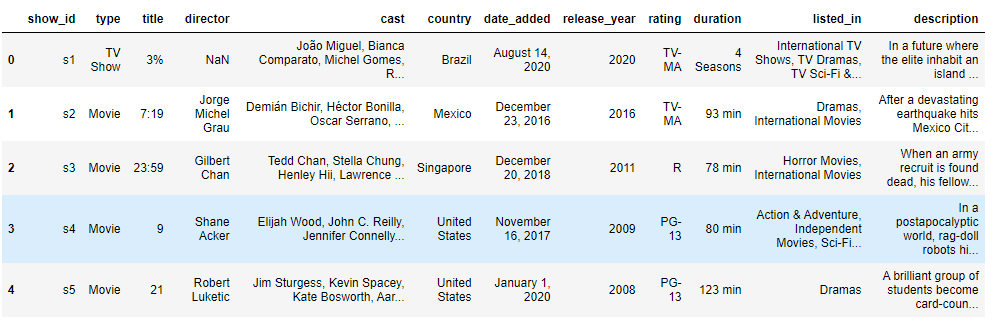 show_id type title director cast country date_added release_year rating duration listed_in description
0 s1 TV Show 3% NaN João Miguel, Bianca Comparato, Michel Gomes, R... Brazil August 14, 2020 2020 TV-MA 4 Seasons International TV Shows, TV Dramas, TV Sci-Fi &... In a future where the elite inhabit an island ...
1 s2 Movie 7:19 Jorge Michel Grau Demián Bichir, Héctor Bonilla, Oscar Serrano, ... Mexico December 23, 2016 2016 TV-MA 93 min Dramas, International Movies After a devastating earthquake hits Mexico Cit...
2 s3 Movie 23:59 Gilbert Chan Tedd Chan, Stella Chung, Henley Hii, Lawrence ... Singapore December 20, 2018 2011 R 78 min Horror Movies, International Movies When an army recruit is found dead, his fellow...
3 s4 Movie 9 Shane Acker Elijah Wood, John C. Reilly, Jennifer Connelly... United States November 16, 2017 2009 PG-13 80 min Action & Adventure, Independent Movies, Sci-Fi... In a postapocalyptic world, rag-doll robots hi...
4 s5 Movie 21 Robert Luketic Jim Sturgess, Kevin Spacey, Kate Bosworth, Aar... United States January 1, 2020 2008 PG-13 123 min Dramas A brilliant group of students become card-coun...